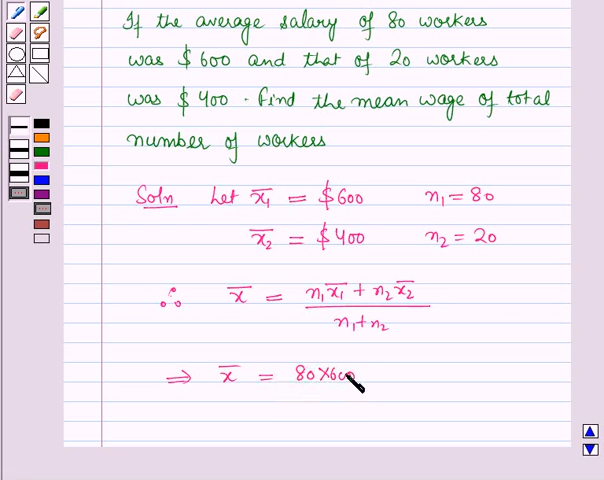 If the average salary of 80 workers
was $ 600 and that of 20 workers
was $ 400. Find the mean wage of total
number of workers
Soln Let x̄₁ = $600 n₁ = 80
x̄₂ = $400 n₂ = 20
∴ x̄ = (n₁x̄₁ + n₂x̄₂) / (n₁+n₂)
⇒ x̄ = 80×600